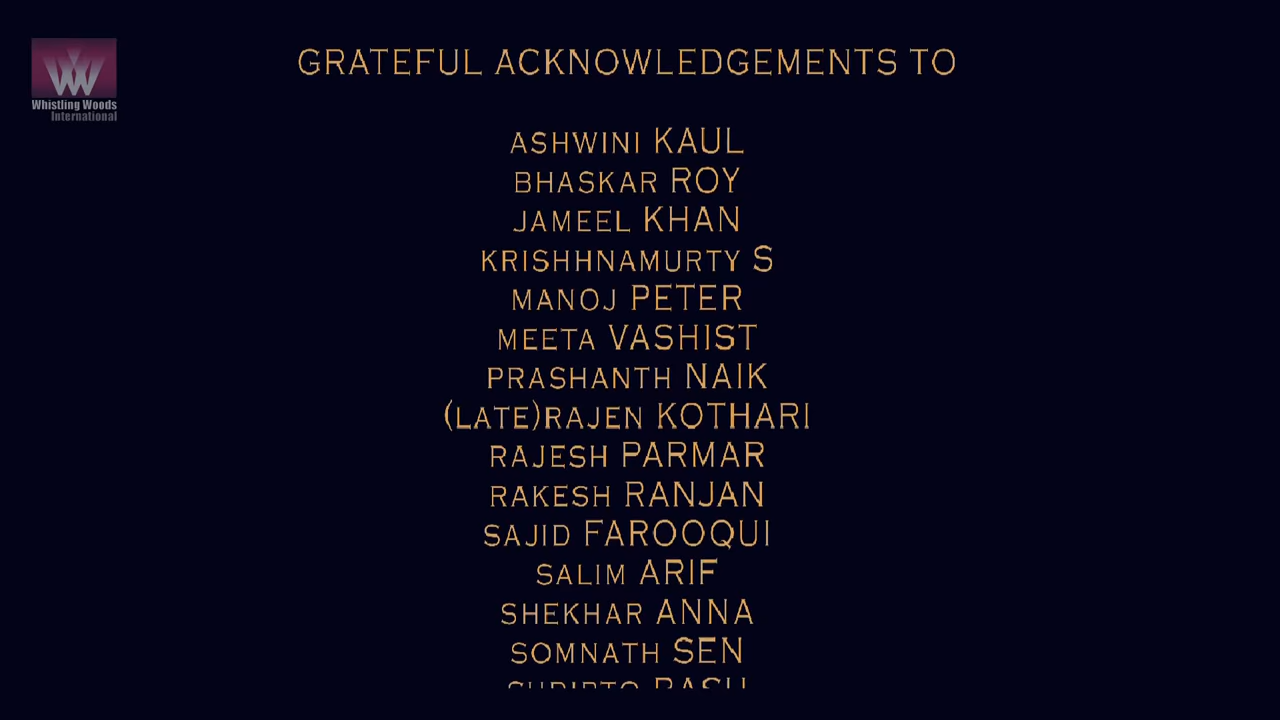 Whistling Woods
International
GRATEFUL ACKNOWLEDGEMENTS TO
ASHWINI KAUL
BHASKAR ROY
JAMEEL KHAN
KRISHHNAMURTY S
MANOJ PETER
MEETA VASHIST
PRASHANTH NAIK
(LATE)RAJEN KOTHARI
RAJESH PARMAR
RAKESH RANJAN
SAJID FAROOQUI
SALIM ARIF
SHEKHAR ANNA
SOMNATH SEN